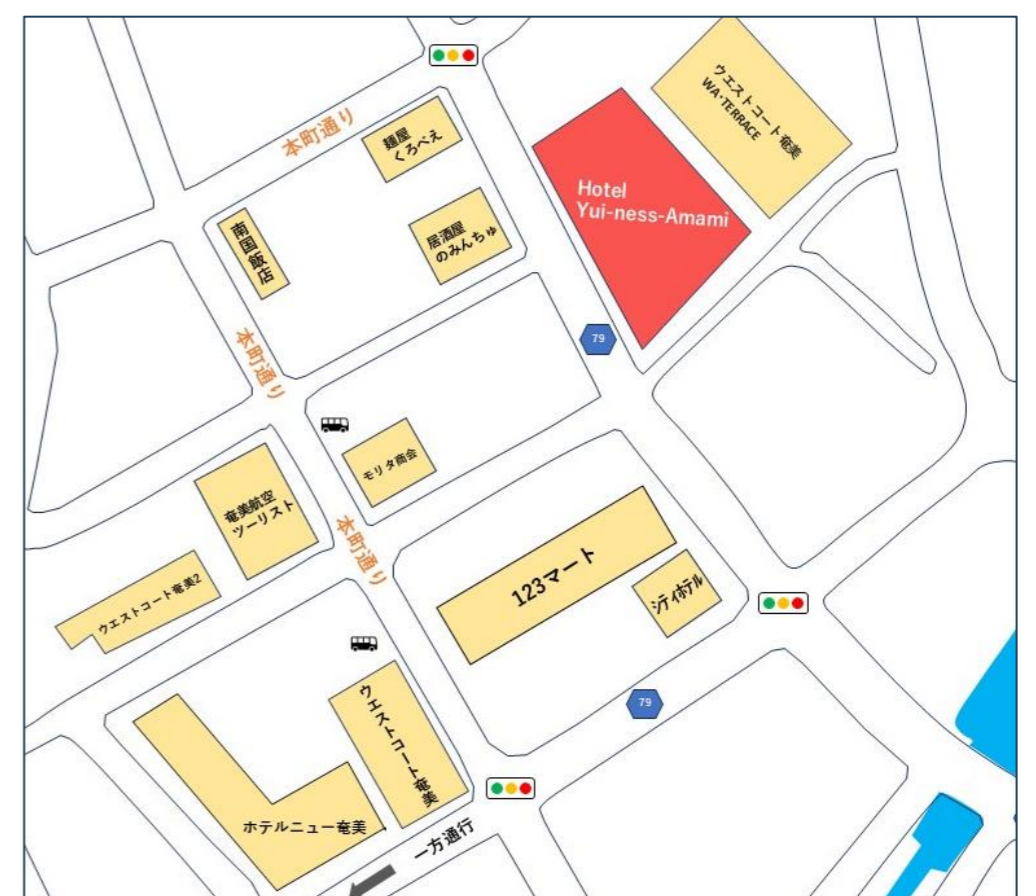 ウエストコート奄美
WA・TERRACE
本町通り
麺屋
くろべえ
Hotel
Yui-ness-Amami
居酒屋
のみんちゅ
南国飯店
79
本町通り
モリタ商会
奄美航空
ツーリスト
本町通り
123マート
シティホテル
ウエストコート奄美2
79
ウエストコート奄美
ホテルニュー奄美
一方通行